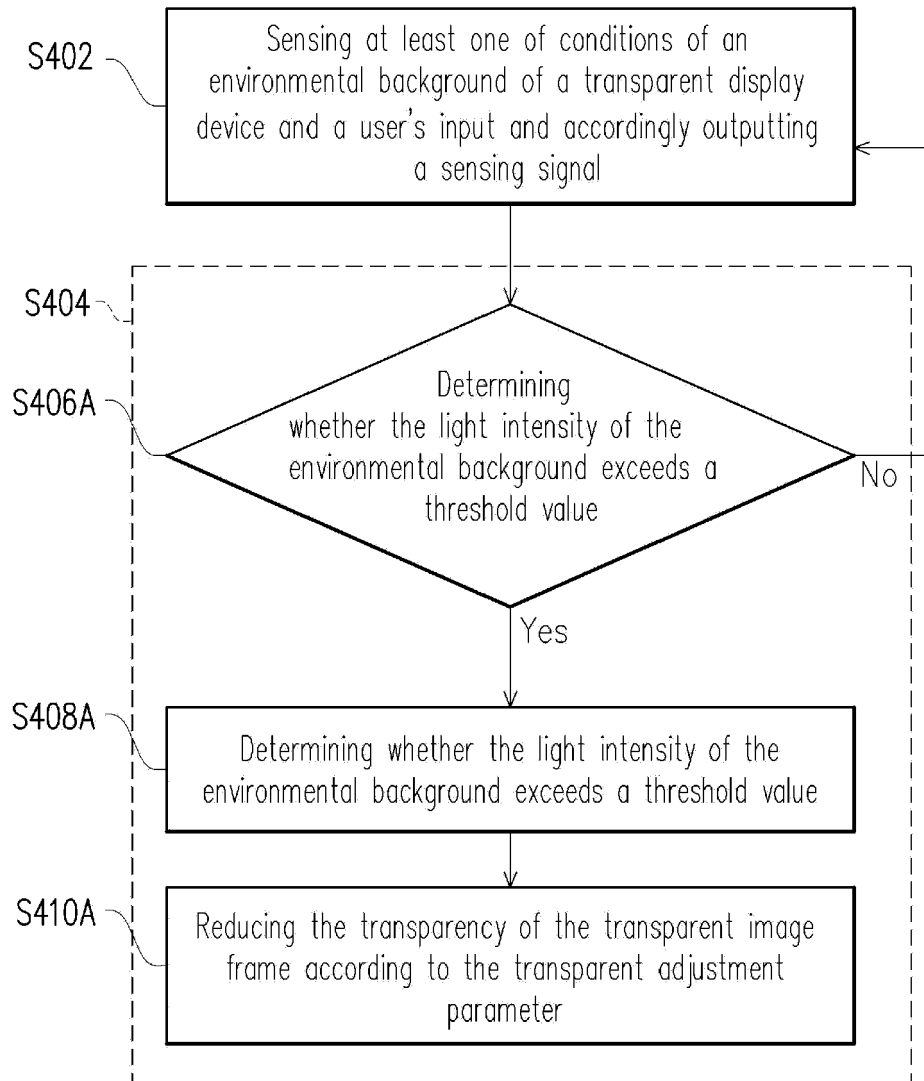 S402
Sensing at least one of conditions of an
environmental background of a transparent display
device and a user's input and accordingly outputting
a sensing signal
S404
S406A
Determining
whether the light intensity of the
environmental background exceeds a
threshold value
No
Yes
S408A
Determining whether the light intensity of the
environmental background exceeds a threshold value
S410A
Reducing the transparency of the transparent image
frame according to the transparent adjustment
parameter